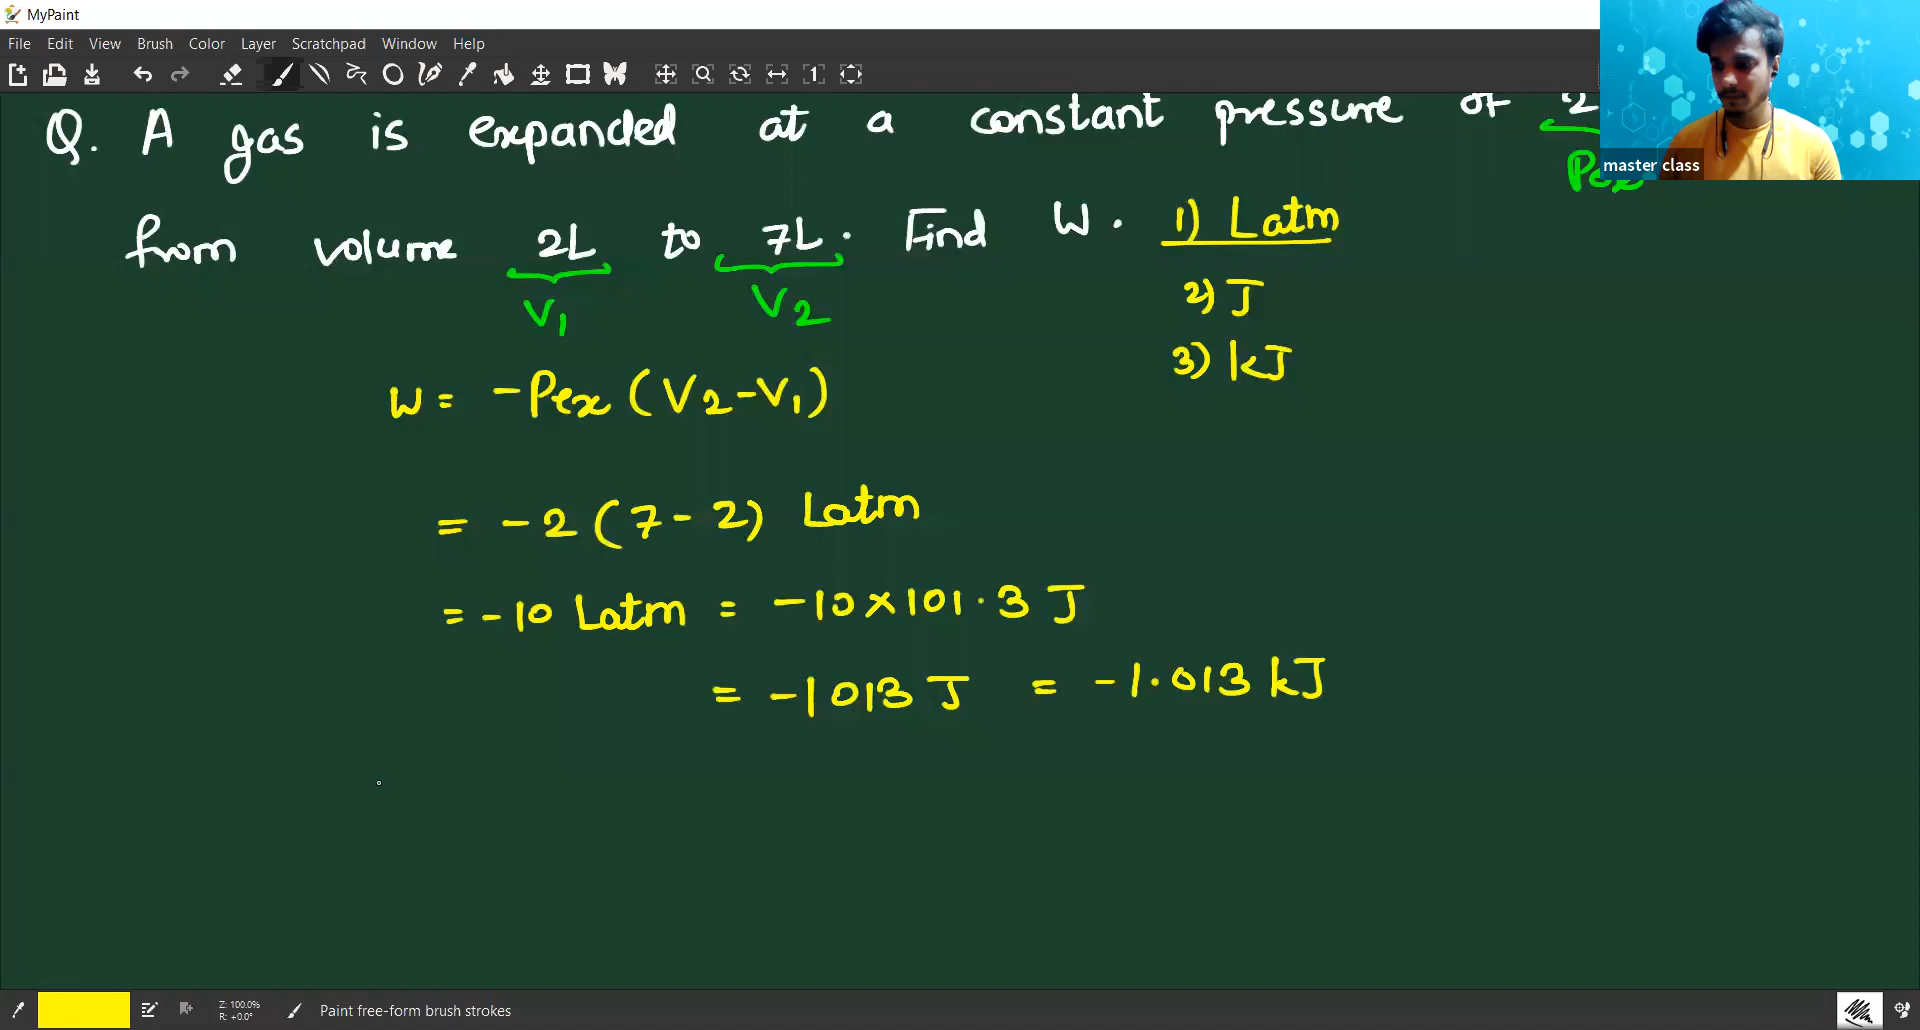 MyPaint
File Edit View Brush Color Layer Scratchpad Window Help
Q. A gas is expanded at a constant pressure of 2
Pex
master class
from volume 2L to 7L. Find W. 1) Latm
V1 V2
2) J
3) kJ
W = -Pex (V2-V1)
= -2 (7-2) Latm
= -10 Latm = -10×101.3 J
= -1013 J = -1.013 kJ
Z: 100.0%
R: +0.0°
Paint free-form brush strokes